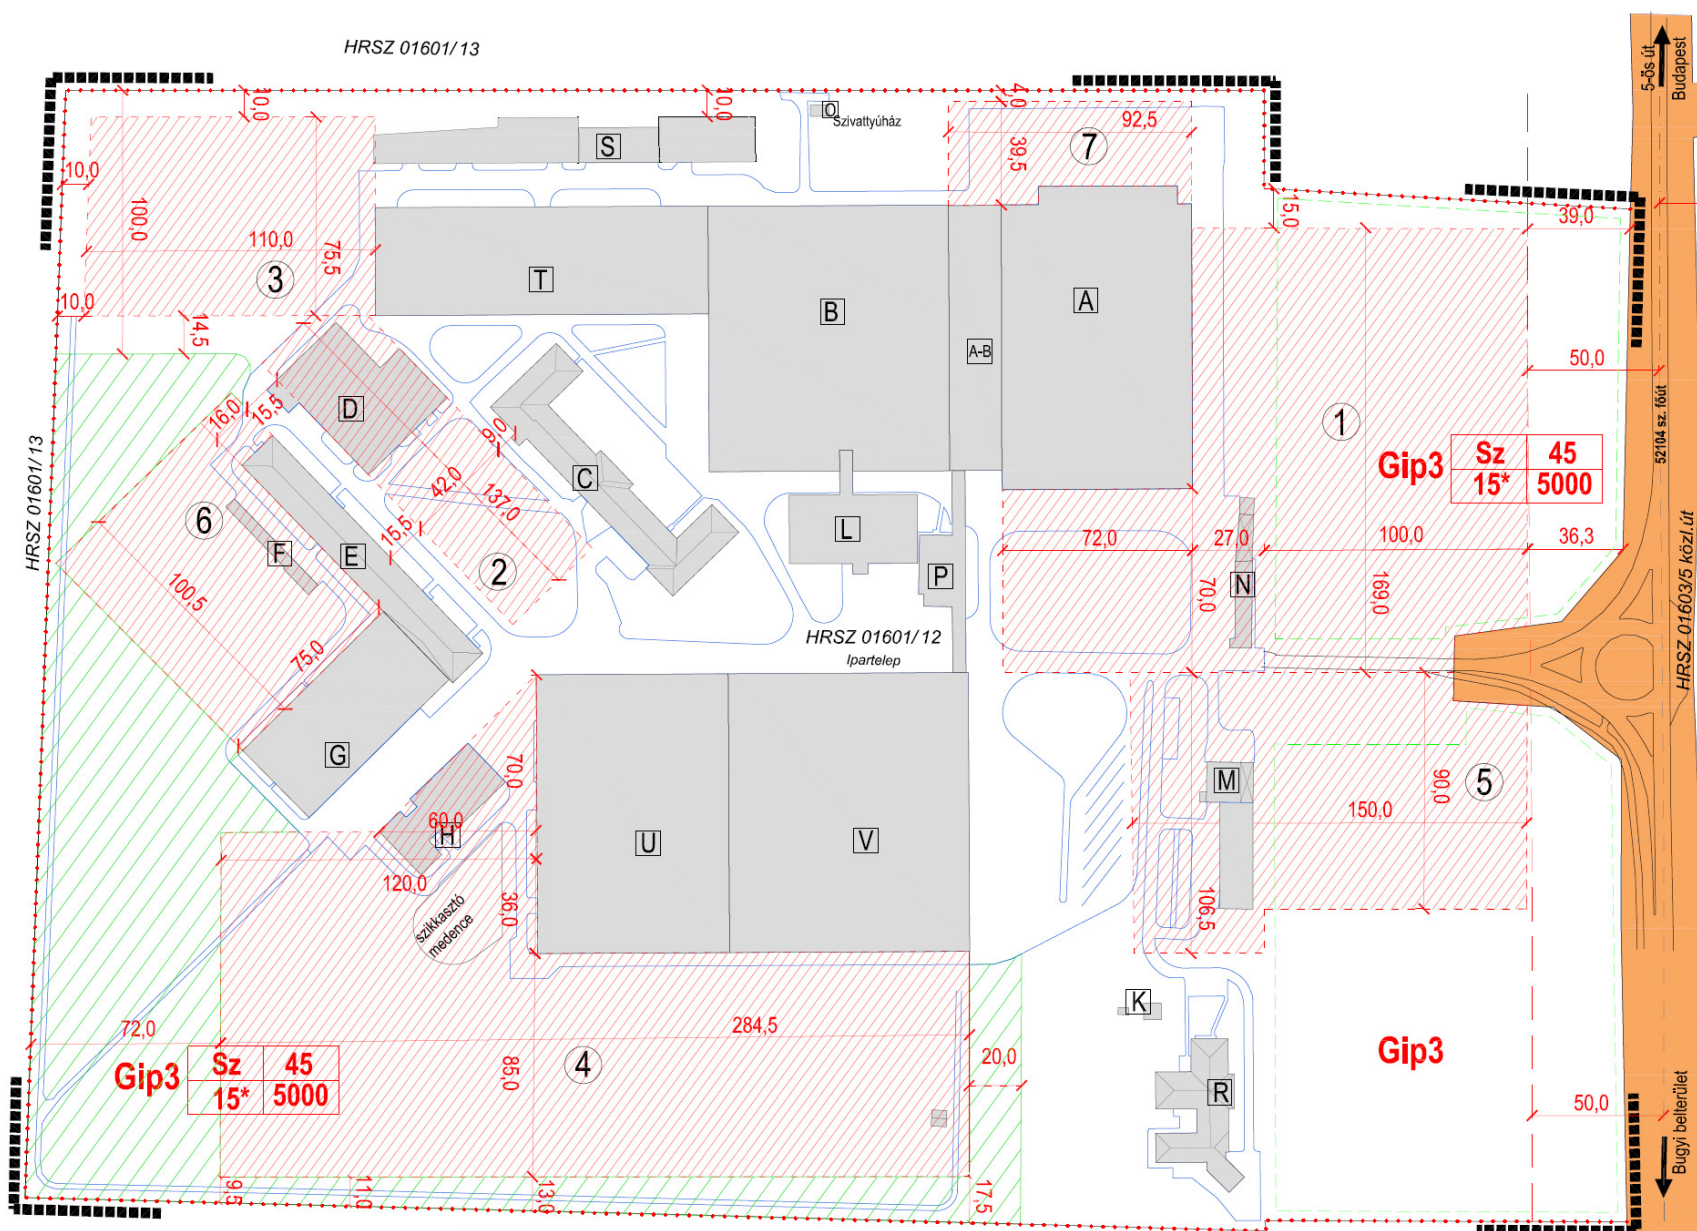 HRSZ 01601/13
5-ös út
Budapest
10,0
10,0
4,0
O
Szivattyúház
92,5
7
S
39,5
10,0
100,0
110,0
75,5
3
15,0
39,0
T
B
A
A-B
10,0
14,5
50,0
52104 sz. főút
D
16,0
15,5
9,0
C
42,0
137,0
1
Gip3
Sz
45
15*
5000
HRSZ 01601/13
6
F
E
15,5
2
L
P
72,0
27,0
100,0
36,3
N
70,0
169,0
100,5
75,0
HRSZ 01601/12
Ipartelep
HRSZ 01603/5 közl.út
G
70,0
60,0
H
U
V
M
5
90,0
150,0
120,0
36,0
szikkasztó
medence
106,5
K
72,0
284,5
Gip3
Sz
45
15*
5000
4
85,0
20,0
R
Gip3
50,0
Bugyi belterület
9,5
11,0
13,0
17,5